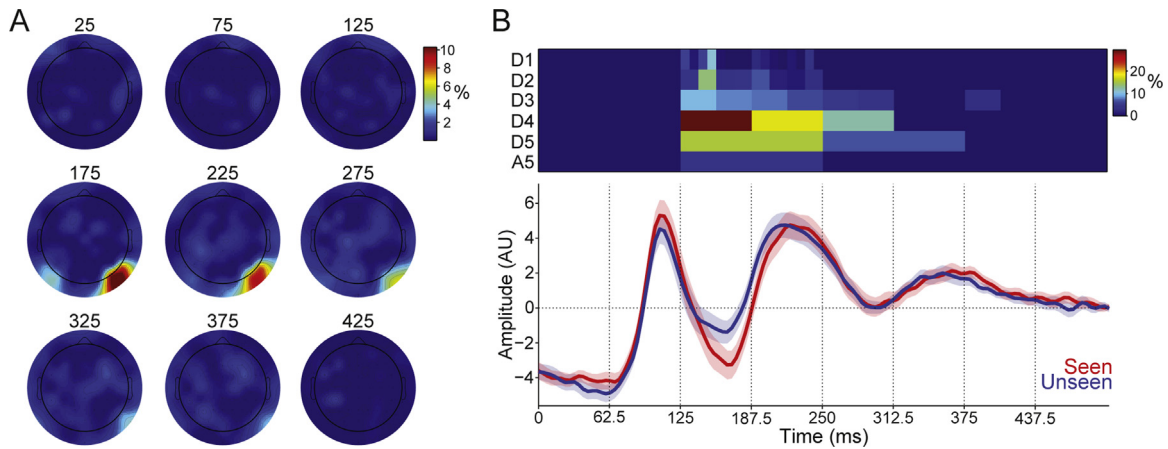 A
25 75 125
10
8
6
4
2
%
175 225 275
325 375 425
B
D1
D2
D3
D4
D5
A5
20
10
0
%
6
4
2
0
−2
−4
Amplitude (AU)
Seen
Unseen
0 62.5 125 187.5 250 312.5 375 437.5
Time (ms)